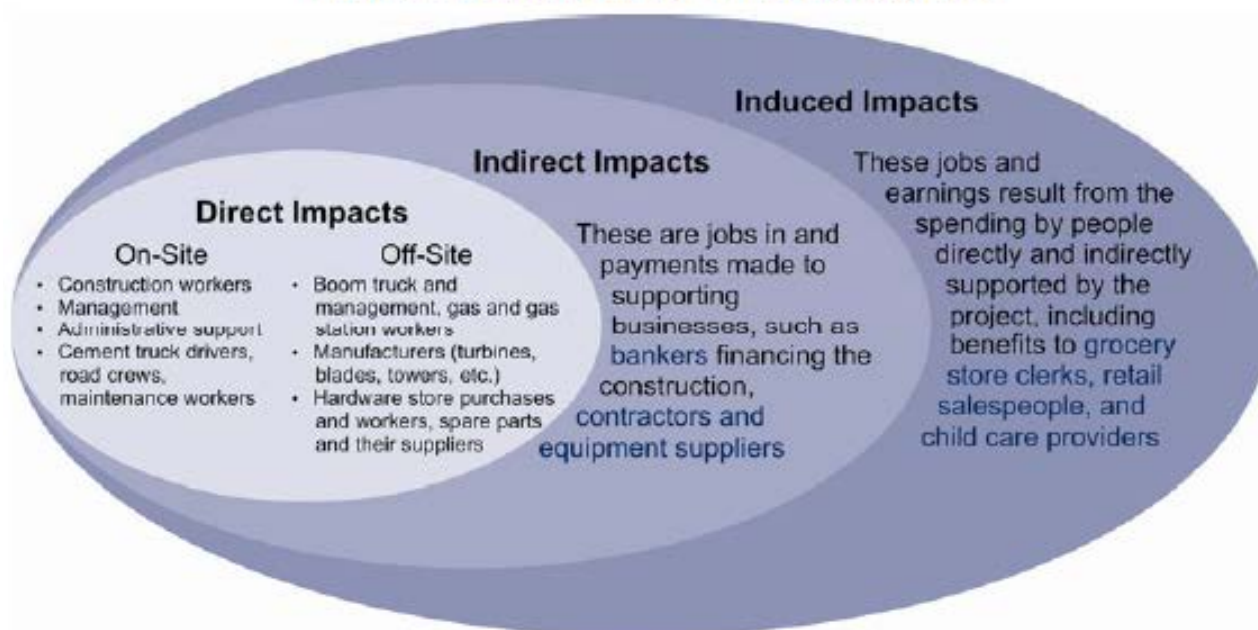 Induced Impacts
These jobs and
earnings result from the
spending by people
directly and indirectly
supported by the
project, including
benefits to grocery
store clerks, retail
salespeople, and
child care providers
Indirect Impacts
These are jobs in and
payments made to
supporting
businesses, such as
bankers financing the
construction,
contractors and
equipment suppliers
Direct Impacts
On-Site
• Construction workers
• Management
• Administrative support
• Cement truck drivers,
road crews,
maintenance workers
Off-Site
• Boom truck and
management, gas and gas
station workers
• Manufacturers (turbines,
blades, towers, etc.)
• Hardware store purchases
and workers, spare parts
and their suppliers